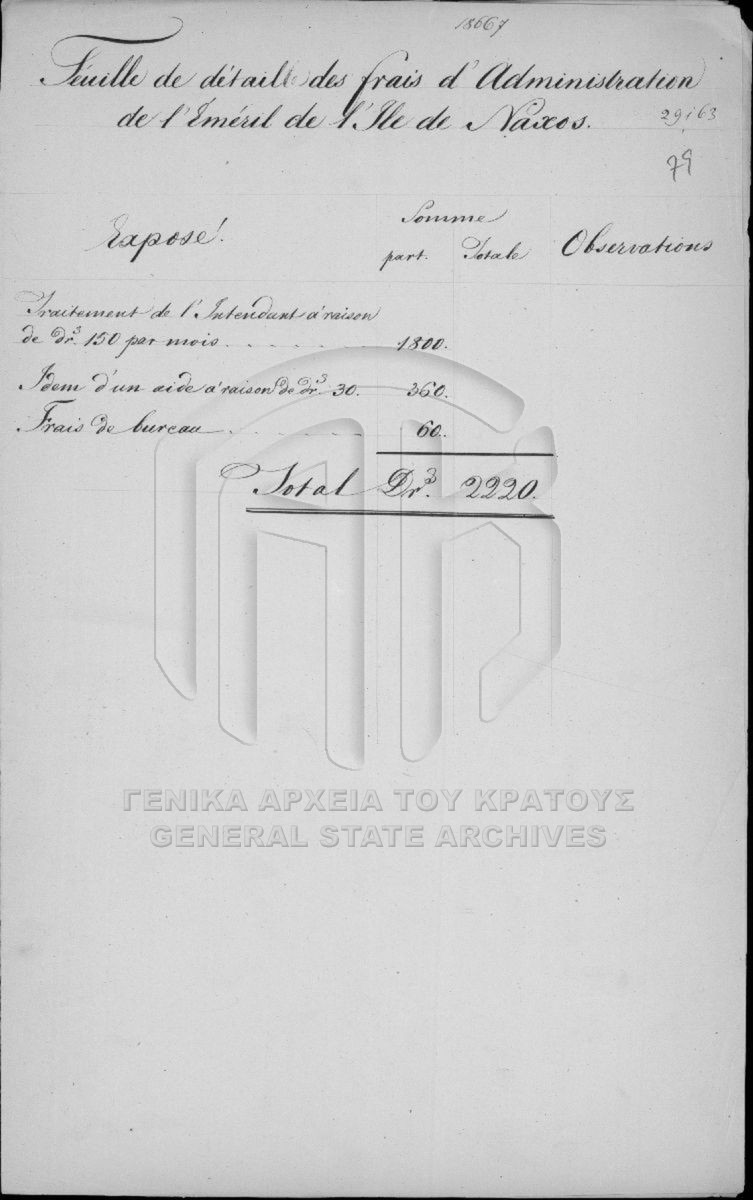 18667
Feuille de détaill des frais d'Administration
de l'Éméril de l'Ile de Naxos.
29163
79
Exposé.
Somme
part. Totale
Observations
Traitement de l'Intendant à raison
de Drs. 150 par mois . . . . . . 1800.
Idem d'un aide à raison de drs. 30. 360.
Frais de bureau . . . . . . 60.
Total Drs. 2220.
ΓΕΝΙΚΑ ΑΡΧΕΙΑ ΤΟΥ ΚΡΑΤΟΥΣ
GENERAL STATE ARCHIVES